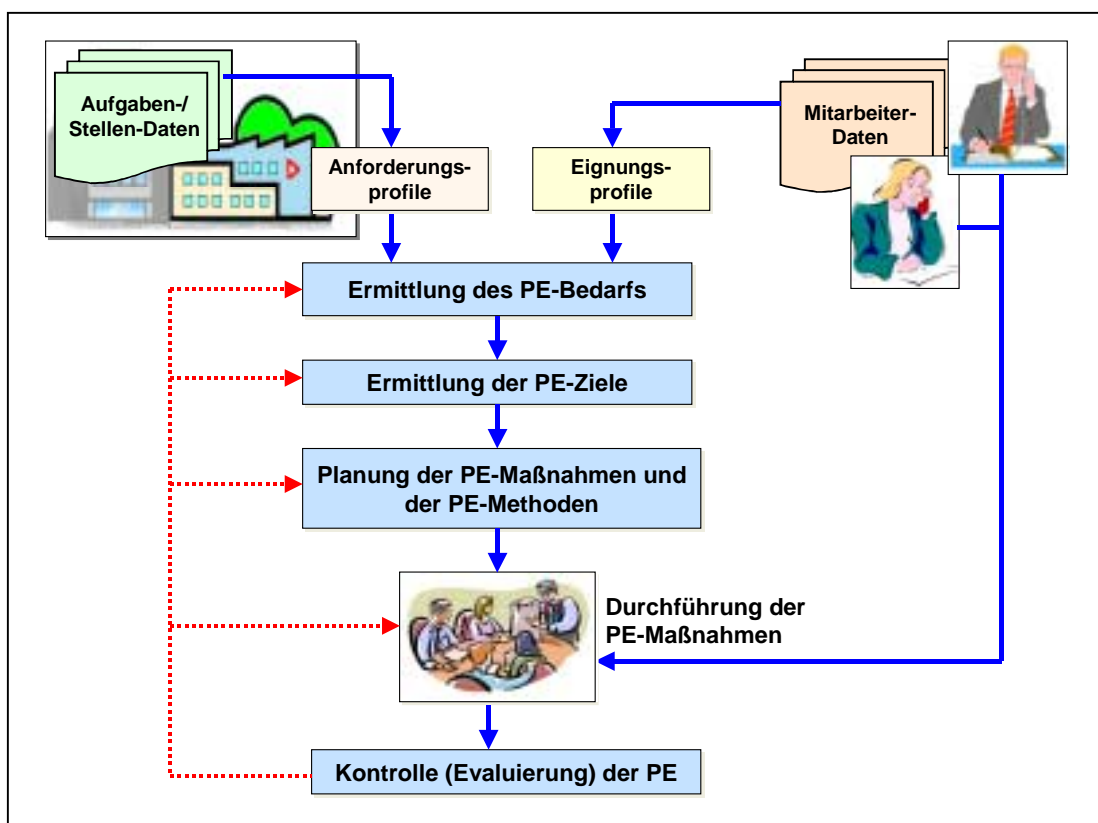 Aufgaben-/
Stellen-Daten
Mitarbeiter-
Daten
Anforderungs-
profile
Eignungs-
profile
Ermittlung des PE-Bedarfs
Ermittlung der PE-Ziele
Planung der PE-Maßnahmen und
der PE-Methoden
Durchführung der
PE-Maßnahmen
Kontrolle (Evaluierung) der PE